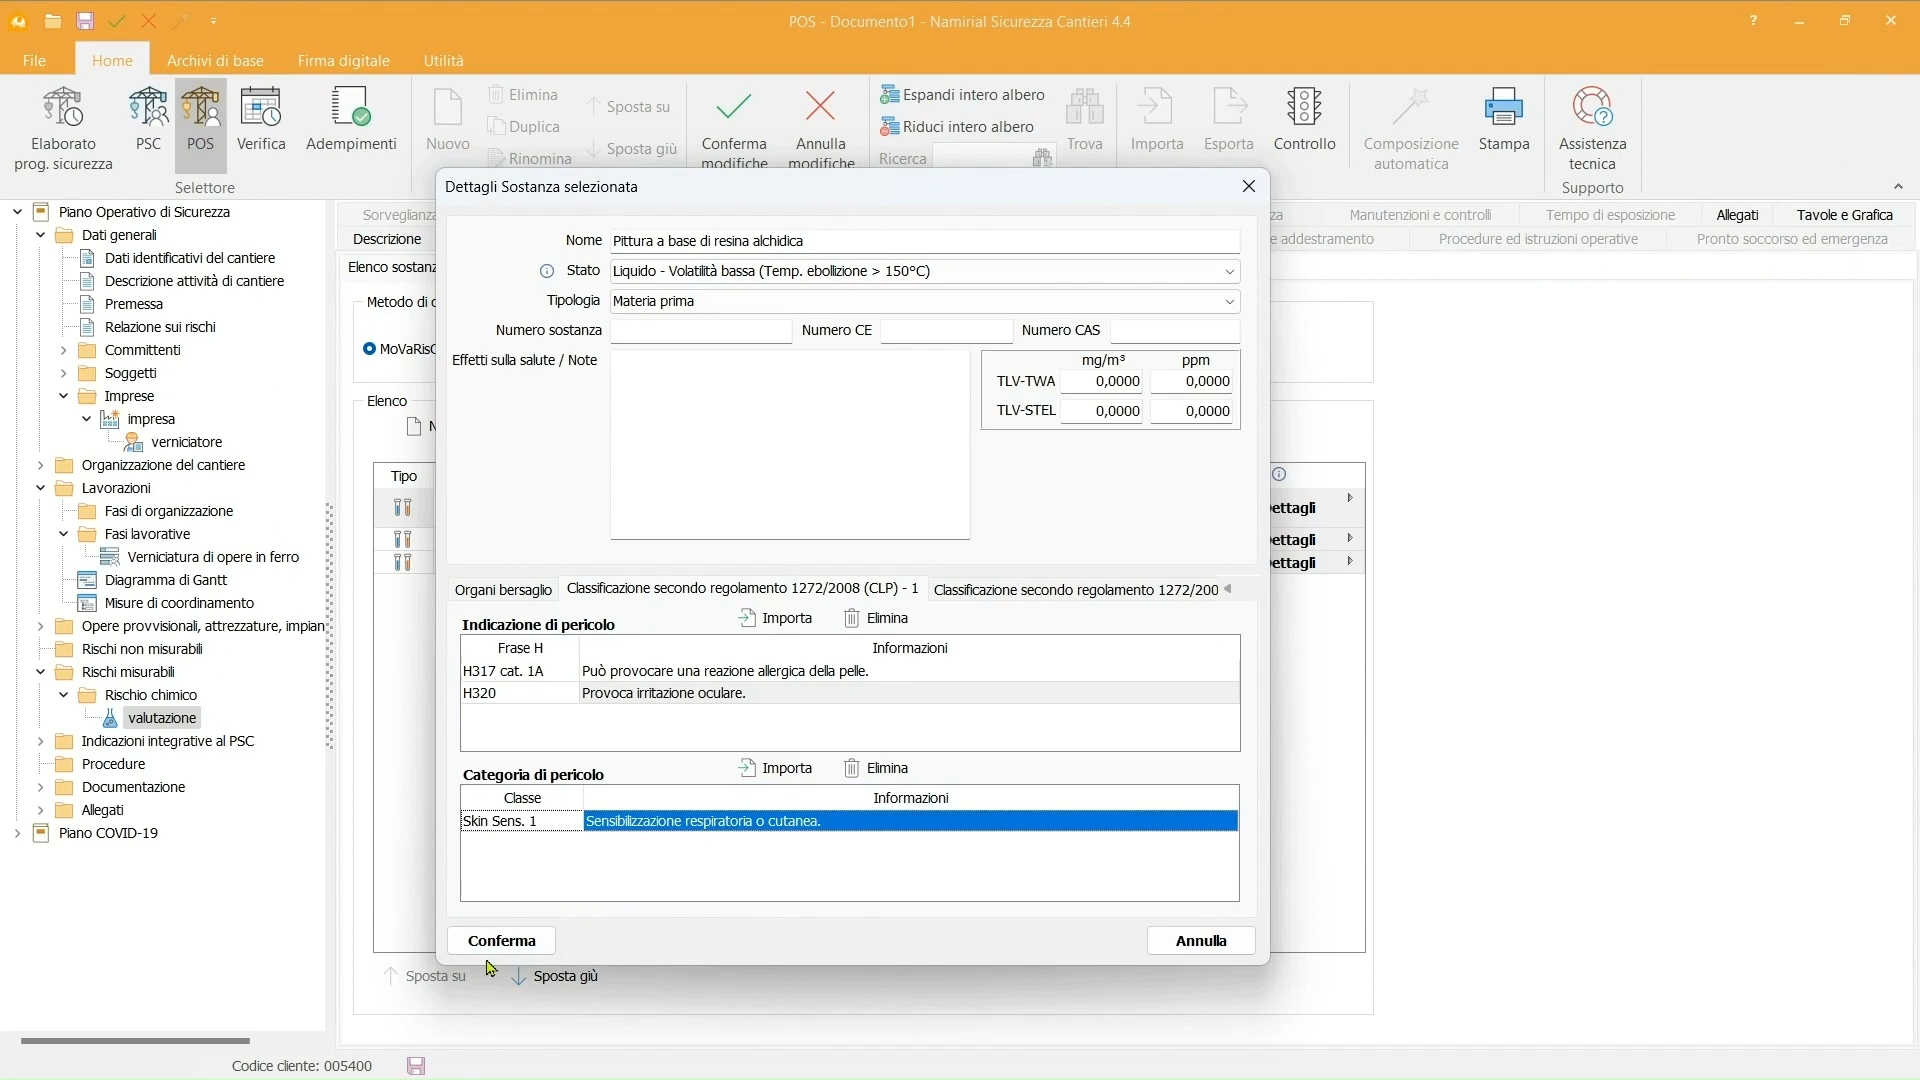 POS - Documento1 - Namirial Sicurezza Cantieri 4.4
?
File
Home
Archivi di base
Firma digitale
Utilità
Elaborato prog. sicurezza
PSC
POS
Verifica
Adempimenti
Selettore
Nuovo
Elimina
Duplica
Rinomina
Sposta su
Sposta giù
Conferma modifiche
Annulla modifiche
Espandi intero albero
Riduci intero albero
Ricerca
Trova
Importa
Esporta
Controllo
Composizione automatica
Stampa
Assistenza tecnica
Supporto
Piano Operativo di Sicurezza
Dati generali
Dati identificativi del cantiere
Descrizione attività di cantiere
Premessa
Relazione sui rischi
Committenti
Soggetti
Imprese
impresa
verniciatore
Organizzazione del cantiere
Lavorazioni
Fasi di organizzazione
Fasi lavorative
Verniciatura di opere in ferro
Diagramma di Gantt
Misure di coordinamento
Opere provvisionali, attrezzature, impian
Rischi non misurabili
Rischi misurabili
Rischio chimico
valutazione
Indicazioni integrative al PSC
Procedure
Documentazione
Allegati
Piano COVID-19
Sorveglianza
za
Manutenzioni e controlli
Tempo di esposizione
Allegati
Tavole e Grafica
Descrizione
e addestramento
Procedure ed istruzioni operative
Pronto soccorso ed emergenza
Elenco sostanz
Metodo di c
MoVaRisC
Elenco
N
Tipo
ettagli
ettagli
ettagli
Sposta su
Sposta giù
Dettagli Sostanza selezionata
Nome Pittura a base di resina alchidica
Stato Liquido - Volatilità bassa (Temp. ebollizione > 150°C)
Tipologia Materia prima
Numero sostanza Numero CE Numero CAS
Effetti sulla salute / Note
mg/m³ ppm
TLV-TWA 0,0000 0,0000
TLV-STEL 0,0000 0,0000
Organi bersaglio
Classificazione secondo regolamento 1272/2008 (CLP) - 1
Classificazione secondo regolamento 1272/200
Indicazione di pericolo Importa Elimina
Frase H Informazioni
H317 cat. 1A Può provocare una reazione allergica della pelle.
H320 Provoca irritazione oculare.
Categoria di pericolo Importa Elimina
Classe Informazioni
Skin Sens. 1 Sensibilizzazione respiratoria o cutanea.
Conferma
Annulla
Codice cliente: 005400